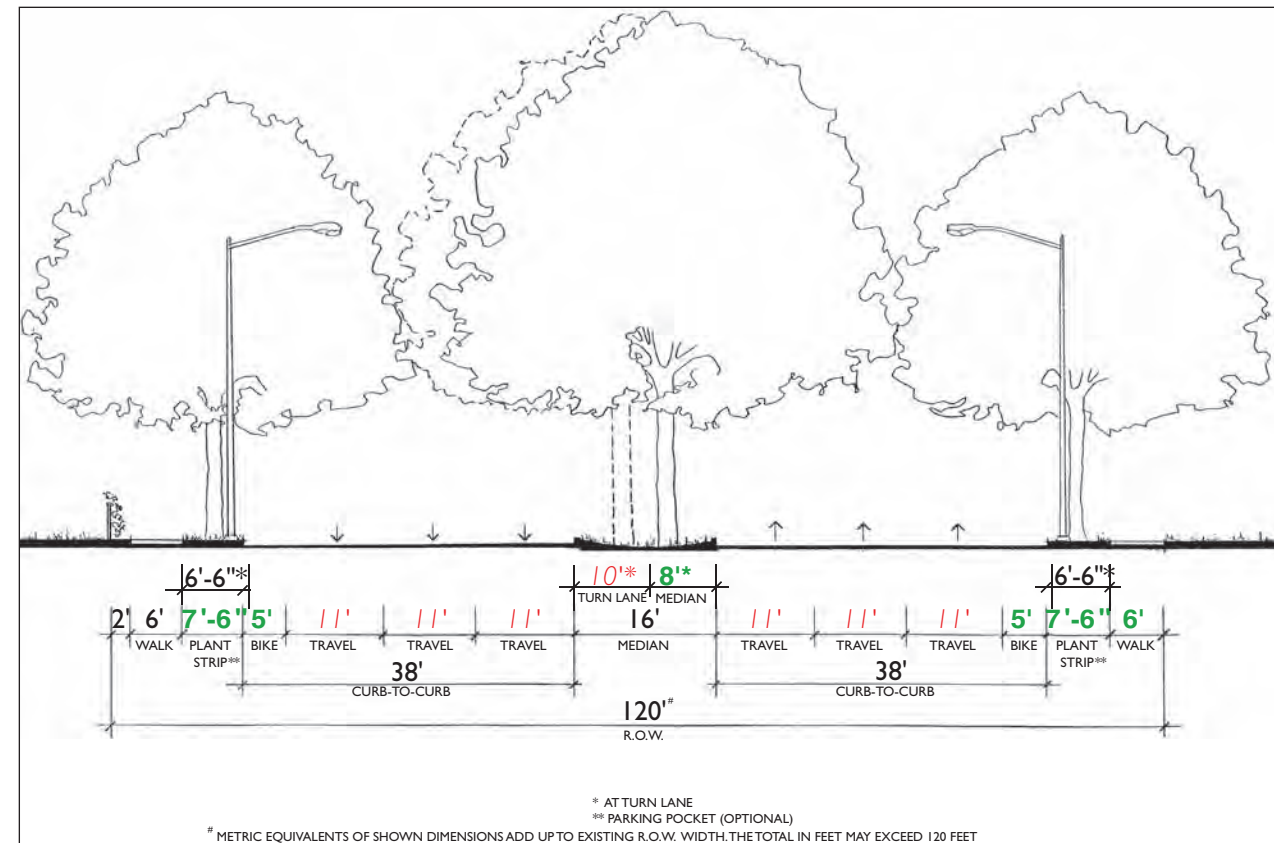 6'-6"* 10'* 8'* 6'-6"*
TURN LANE MEDIAN
2' 6' 7'-6" 5' 11' 11' 11' 16' 11' 11' 11' 5' 7'-6" 6'
WALK PLANT BIKE TRAVEL TRAVEL TRAVEL MEDIAN TRAVEL TRAVEL TRAVEL BIKE PLANT WALK
STRIP** STRIP**
38' 38'
CURB-TO-CURB CURB-TO-CURB
120'#
R.O.W.
* AT TURN LANE
** PARKING POCKET (OPTIONAL)
# METRIC EQUIVALENTS OF SHOWN DIMENSIONS ADD UP TO EXISTING R.O.W. WIDTH. THE TOTAL IN FEET MAY EXCEED 120 FEET